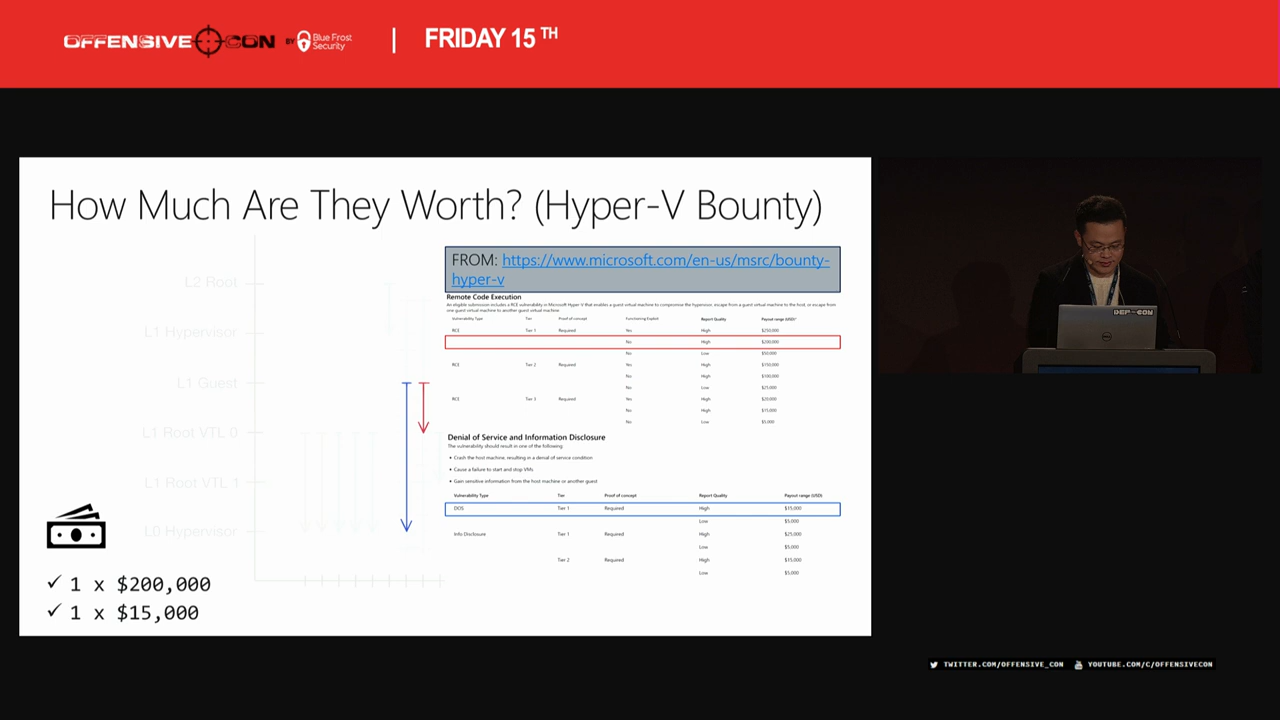 OFFENSIVE CON BY Blue Frost Security | FRIDAY 15 TH
How Much Are They Worth? (Hyper-V Bounty)
L2 Root
L1 Hypervisor
L1 Guest
L1 Root VTL 0
L1 Root VTL 1
L0 Hypervisor
✓ 1 x $200,000
✓ 1 x $15,000
FROM: https://www.microsoft.com/en-us/msrc/bounty-
hyper-v
Remote Code Execution
An eligible submission includes a RCE vulnerability in Microsoft Hyper-V that enables a guest virtual machine to compromise the hypervisor, escape from a guest virtual machine to the host, or escape from
one guest virtual machine to another guest virtual machine
Vulnerability Type Tier Proof of concept Functioning Exploit Report Quality Payout range (USD)*
RCE Tier 1 Required Yes High $250,000
No High $200,000
No Low $50,000
RCE Tier 2 Required Yes High $150,000
No High $100,000
No Low $25,000
RCE Tier 3 Required Yes High $20,000
No High $15,000
No Low $5,000
Denial of Service and Information Disclosure
The vulnerability should result in one of the following
• Crash the host machine, resulting in a denial of service condition
• Cause a failure to start and stop VMs
• Gain sensitive information from the host machine or another guest
Vulnerability Type Tier Proof of concept Report Quality Payout range (USD)
DOS Tier 1 Required High $15,000
Low $5,000
Info Disclosure Tier 1 Required High $25,000
Low $5,000
Tier 2 Required High $15,000
Low $5,000
DEF-CON
DELL
TWITTER.COM/OFFENSIVE_CON YOUTUBE.COM/C/OFFENSIVECON